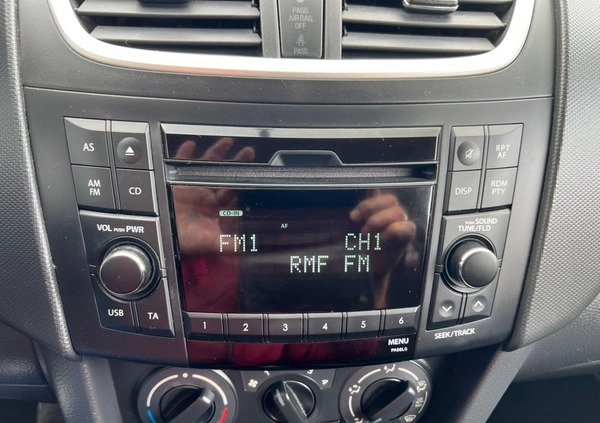 PASS
AIR BAG
OFF
AS
RPT
AF
AM
FM
CD
DISP
RDM
PTY
VOL PUSH PWR
PUSH SOUND
TUNE/FLD
CD-IN
AF
FM1 CH1
RMF FM
USB
TA
1 2 3 4 5 6
MENU
SEEK/TRACK